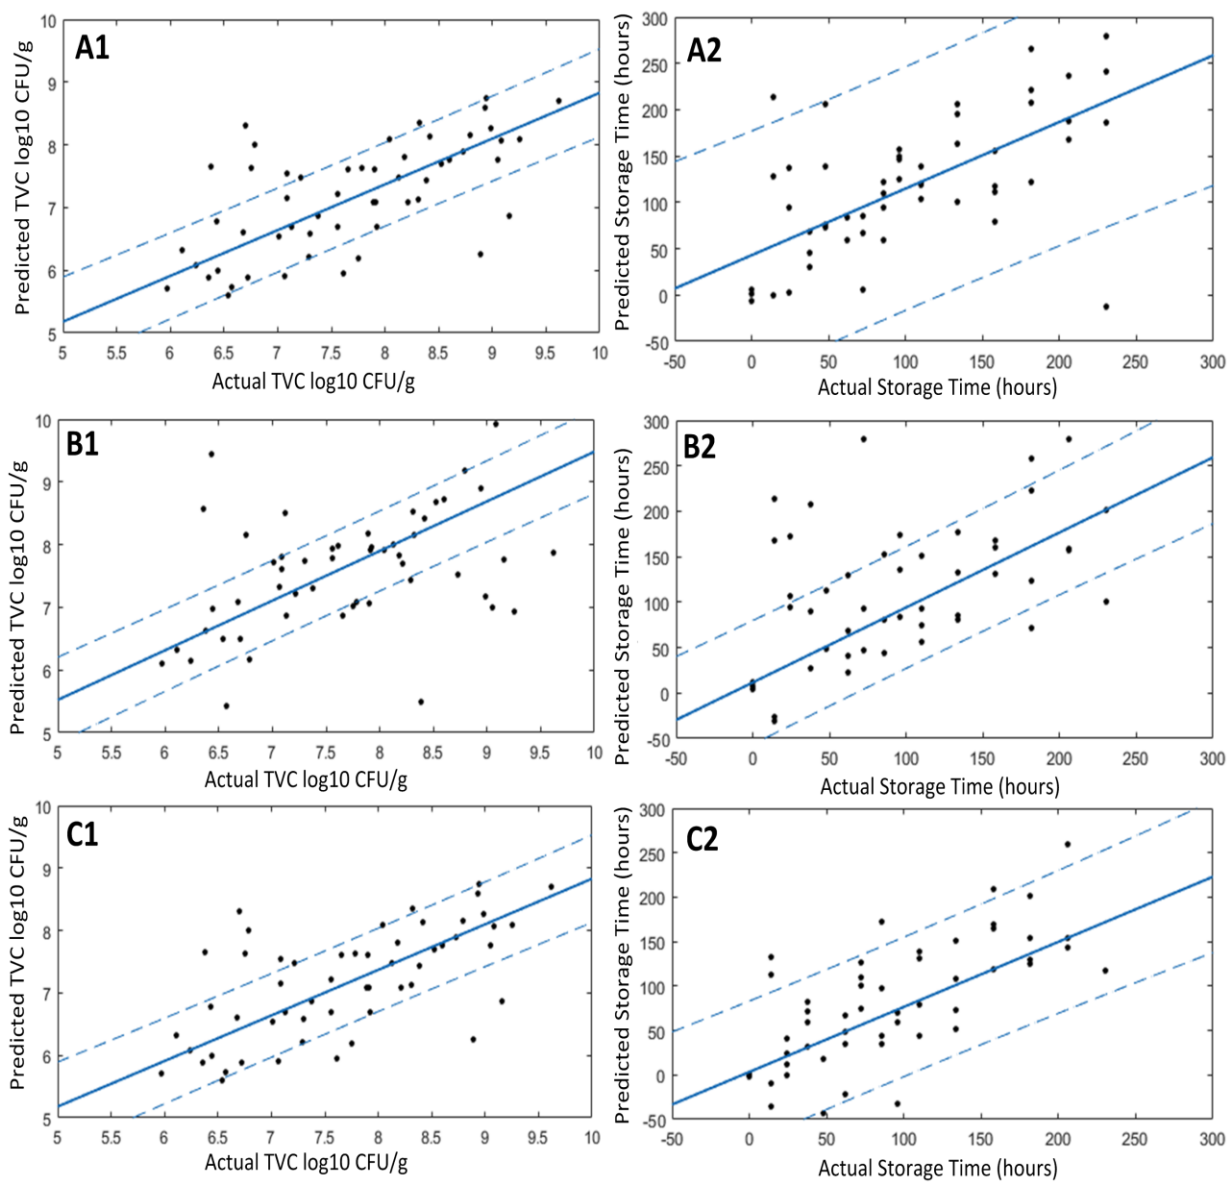 A1
Predicted TVC log10 CFU/g
10
9
8
7
6
5
5 5.5 6 6.5 7 7.5 8 8.5 9 9.5 10
Actual TVC log10 CFU/g
A2
Predicted Storage Time (hours)
300
250
200
150
100
50
0
-50
-50 0 50 100 150 200 250 300
Actual Storage Time (hours)
B1
Predicted TVC log10 CFU/g
10
9
8
7
6
5
5 5.5 6 6.5 7 7.5 8 8.5 9 9.5 10
Actual TVC log10 CFU/g
B2
Predicted Storage Time (hours)
300
250
200
150
100
50
0
-50
-50 0 50 100 150 200 250 300
Actual Storage Time (hours)
C1
Predicted TVC log10 CFU/g
10
9
8
7
6
5
5 5.5 6 6.5 7 7.5 8 8.5 9 9.5 10
Actual TVC log10 CFU/g
C2
Predicted Storage Time (hours)
300
250
200
150
100
50
0
-50
-50 0 50 100 150 200 250 300
Actual Storage Time (hours)